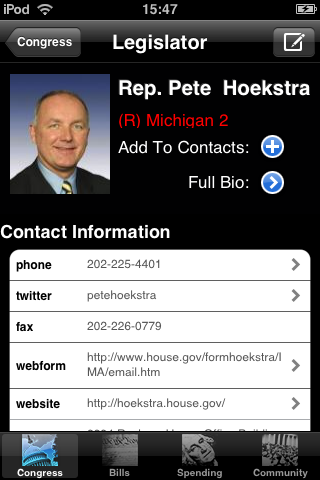 iPod 15:47
Congress Legislator
Rep. Pete Hoekstra
(R) Michigan 2
Add To Contacts:
Full Bio:
Contact Information
phone 202-225-4401
twitter petehoekstra
fax 202-226-0779
webform http://www.house.gov/formhoekstra/I
MA/email.htm
website http://hoekstra.house.gov/
Congress Bills Spending Community